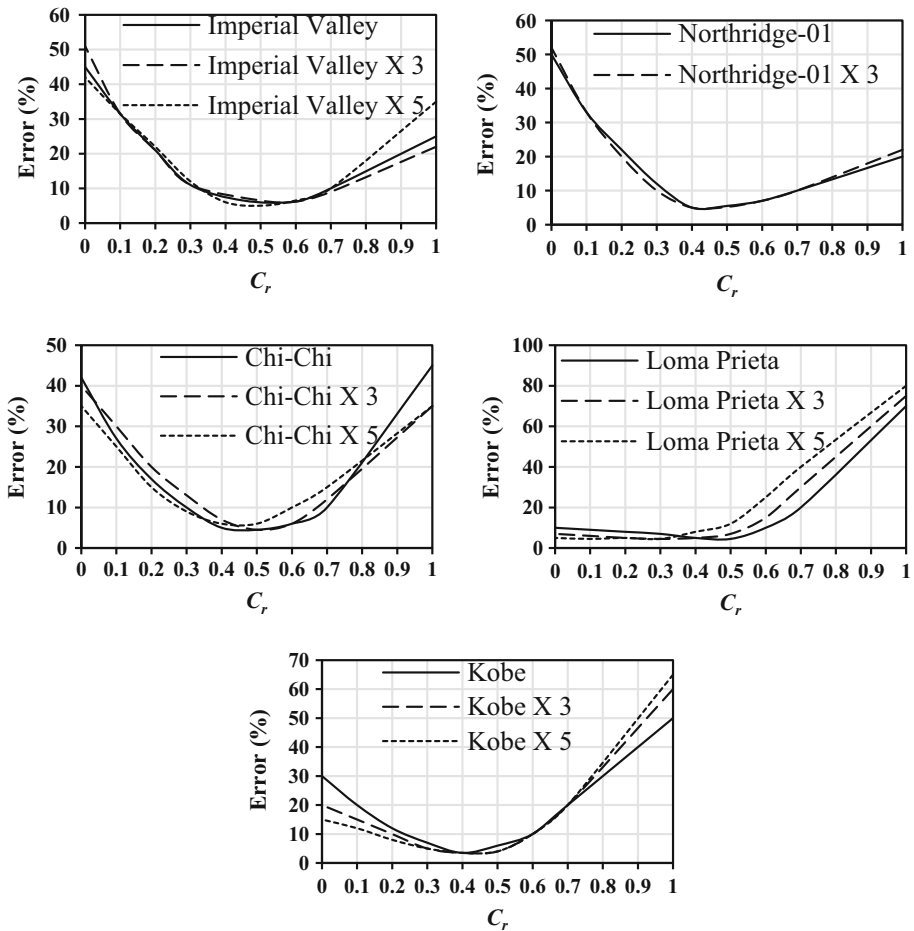 60
50
40
30
20
10
0
Error (%)
Imperial Valley
Imperial Valley X 3
Imperial Valley X 5
0 0.1 0.2 0.3 0.4 0.5 0.6 0.7 0.8 0.9 1
Cr
60
50
40
30
20
10
0
Error (%)
Northridge-01
Northridge-01 X 3
0 0.1 0.2 0.3 0.4 0.5 0.6 0.7 0.8 0.9 1
Cr
50
40
30
20
10
0
Error (%)
Chi-Chi
Chi-Chi X 3
Chi-Chi X 5
0 0.1 0.2 0.3 0.4 0.5 0.6 0.7 0.8 0.9 1
Cr
100
80
60
40
20
0
Error (%)
Loma Prieta
Loma Prieta X 3
Loma Prieta X 5
0 0.1 0.2 0.3 0.4 0.5 0.6 0.7 0.8 0.9 1
Cr
70
60
50
40
30
20
10
0
Error (%)
Kobe
Kobe X 3
Kobe X 5
0 0.1 0.2 0.3 0.4 0.5 0.6 0.7 0.8 0.9 1
Cr